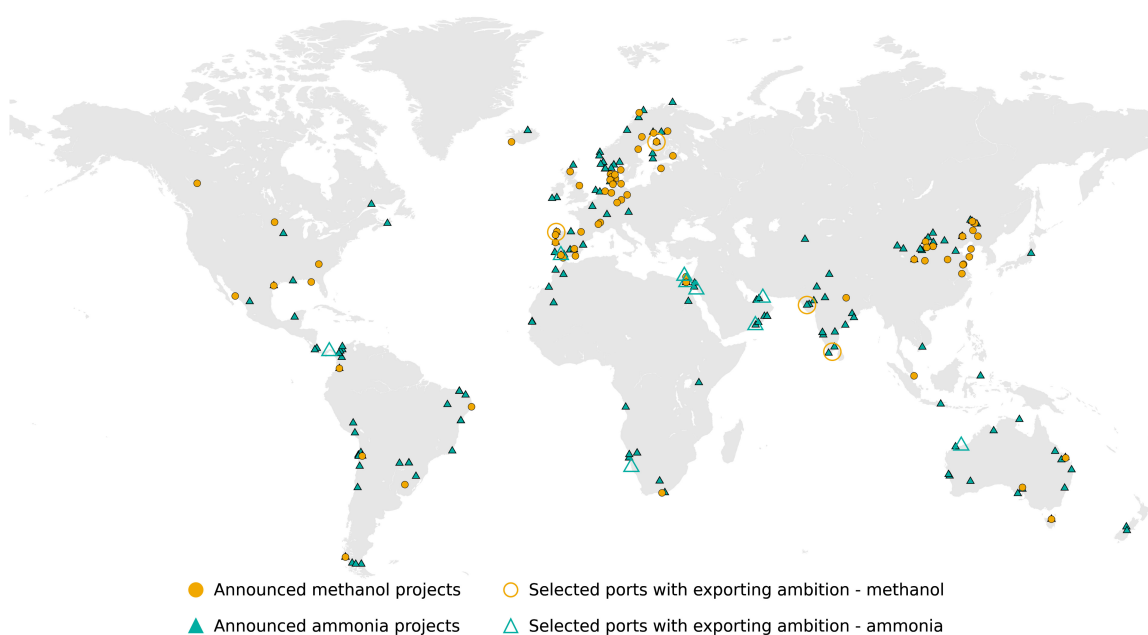 Announced methanol projects
Selected ports with exporting ambition - methanol
Announced ammonia projects
Selected ports with exporting ambition - ammonia